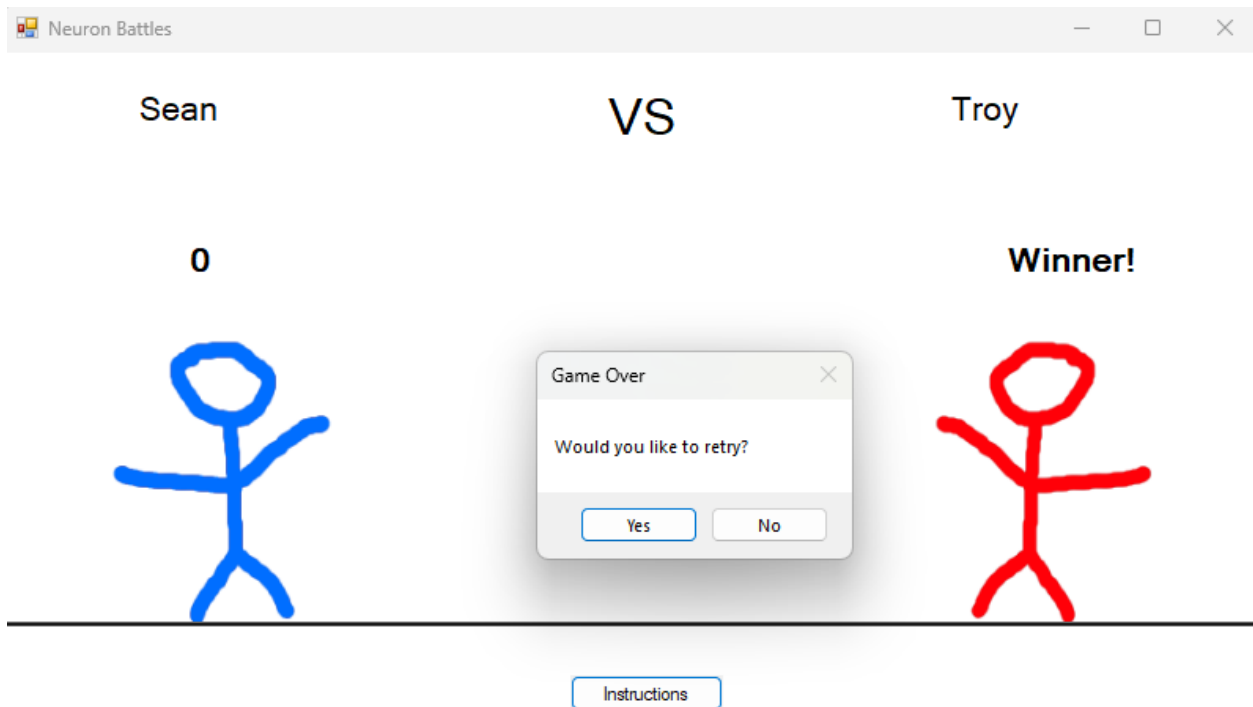 Neuron Battles
Sean VS Troy
0 Winner!
Game Over
Would you like to retry?
Yes No
Instructions